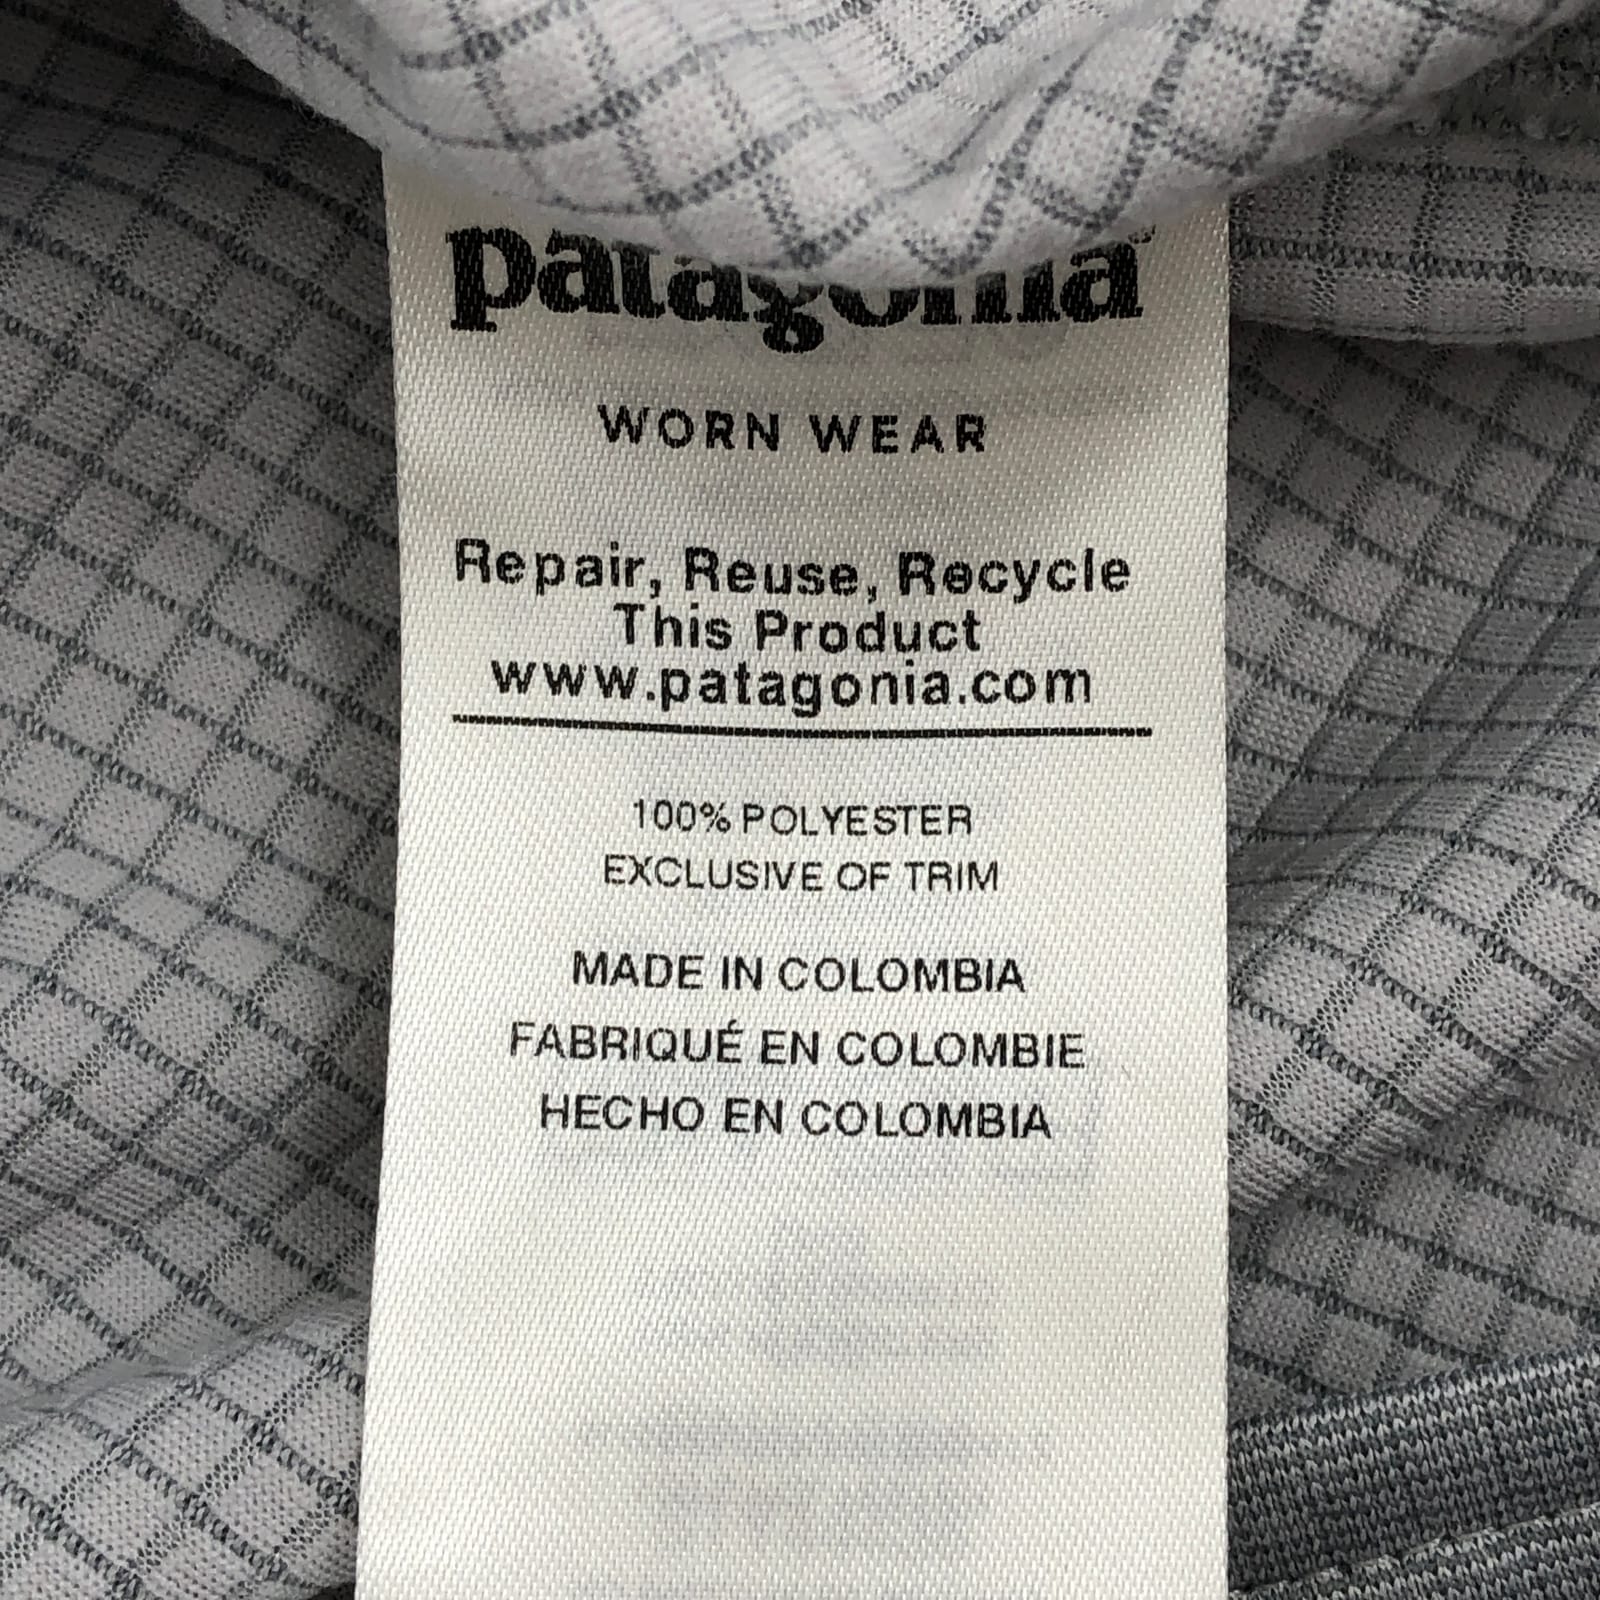 patagonia
WORN WEAR
Repair, Reuse, Recycle
This Product
www.patagonia.com
100% POLYESTER
EXCLUSIVE OF TRIM
MADE IN COLOMBIA
FABRIQUÉ EN COLOMBIE
HECHO EN COLOMBIA